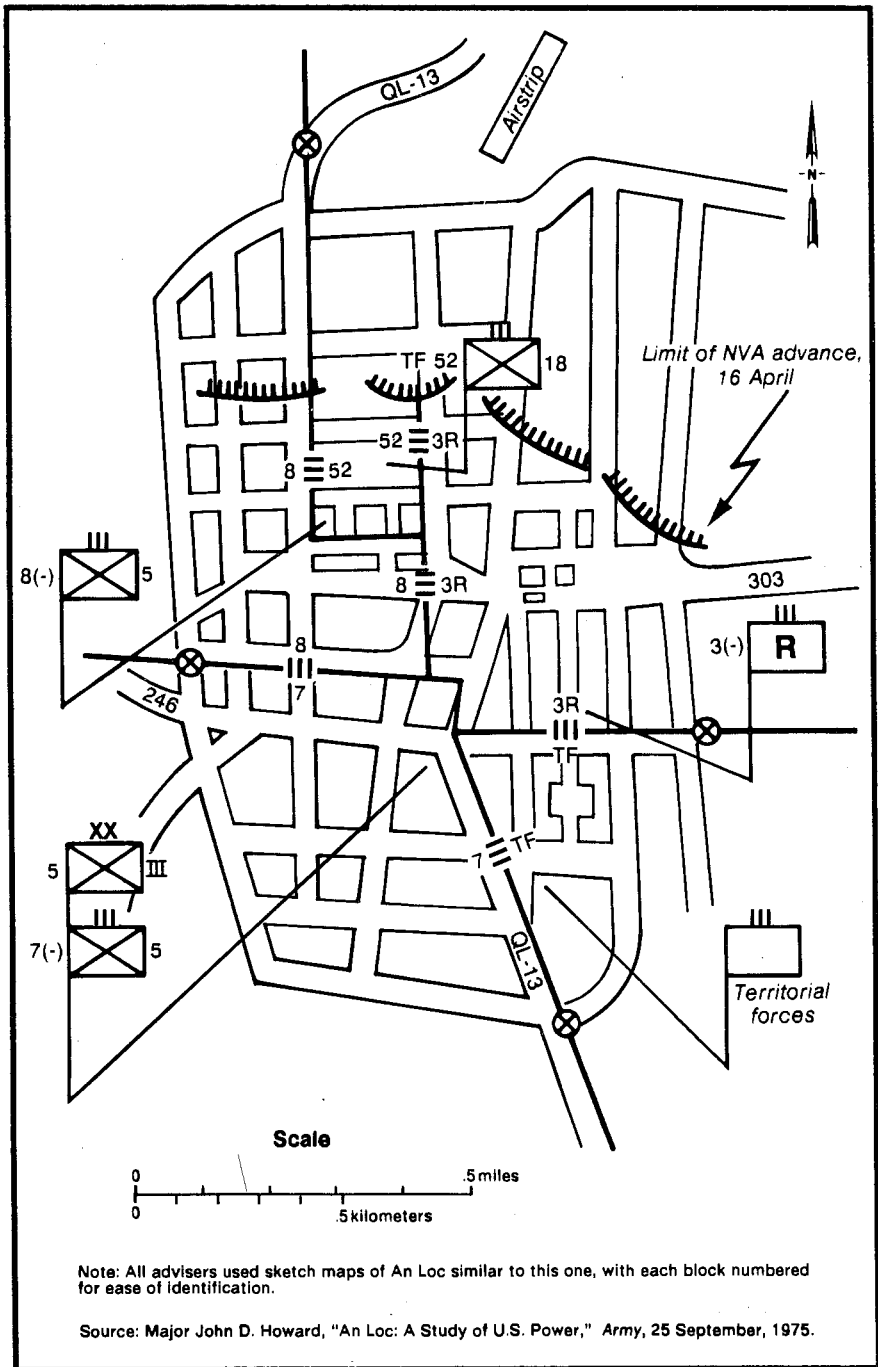 QL-13
Airstrip
-N-
TF 52
18
Limit of NVA advance,
16 April
52
3R
8
52
8(-)
5
8
3R
303
3(-)
R
8
7
246
3R
TF
XX
5
III
7
TF
7(-)
5
QL-13
Territorial
forces
Scale
0
.5 miles
0
.5 kilometers
Note: All advisers used sketch maps of An Loc similar to this one, with each block numbered
for ease of identification.
Source: Major John D. Howard, "An Loc: A Study of U.S. Power," Army, 25 September, 1975.